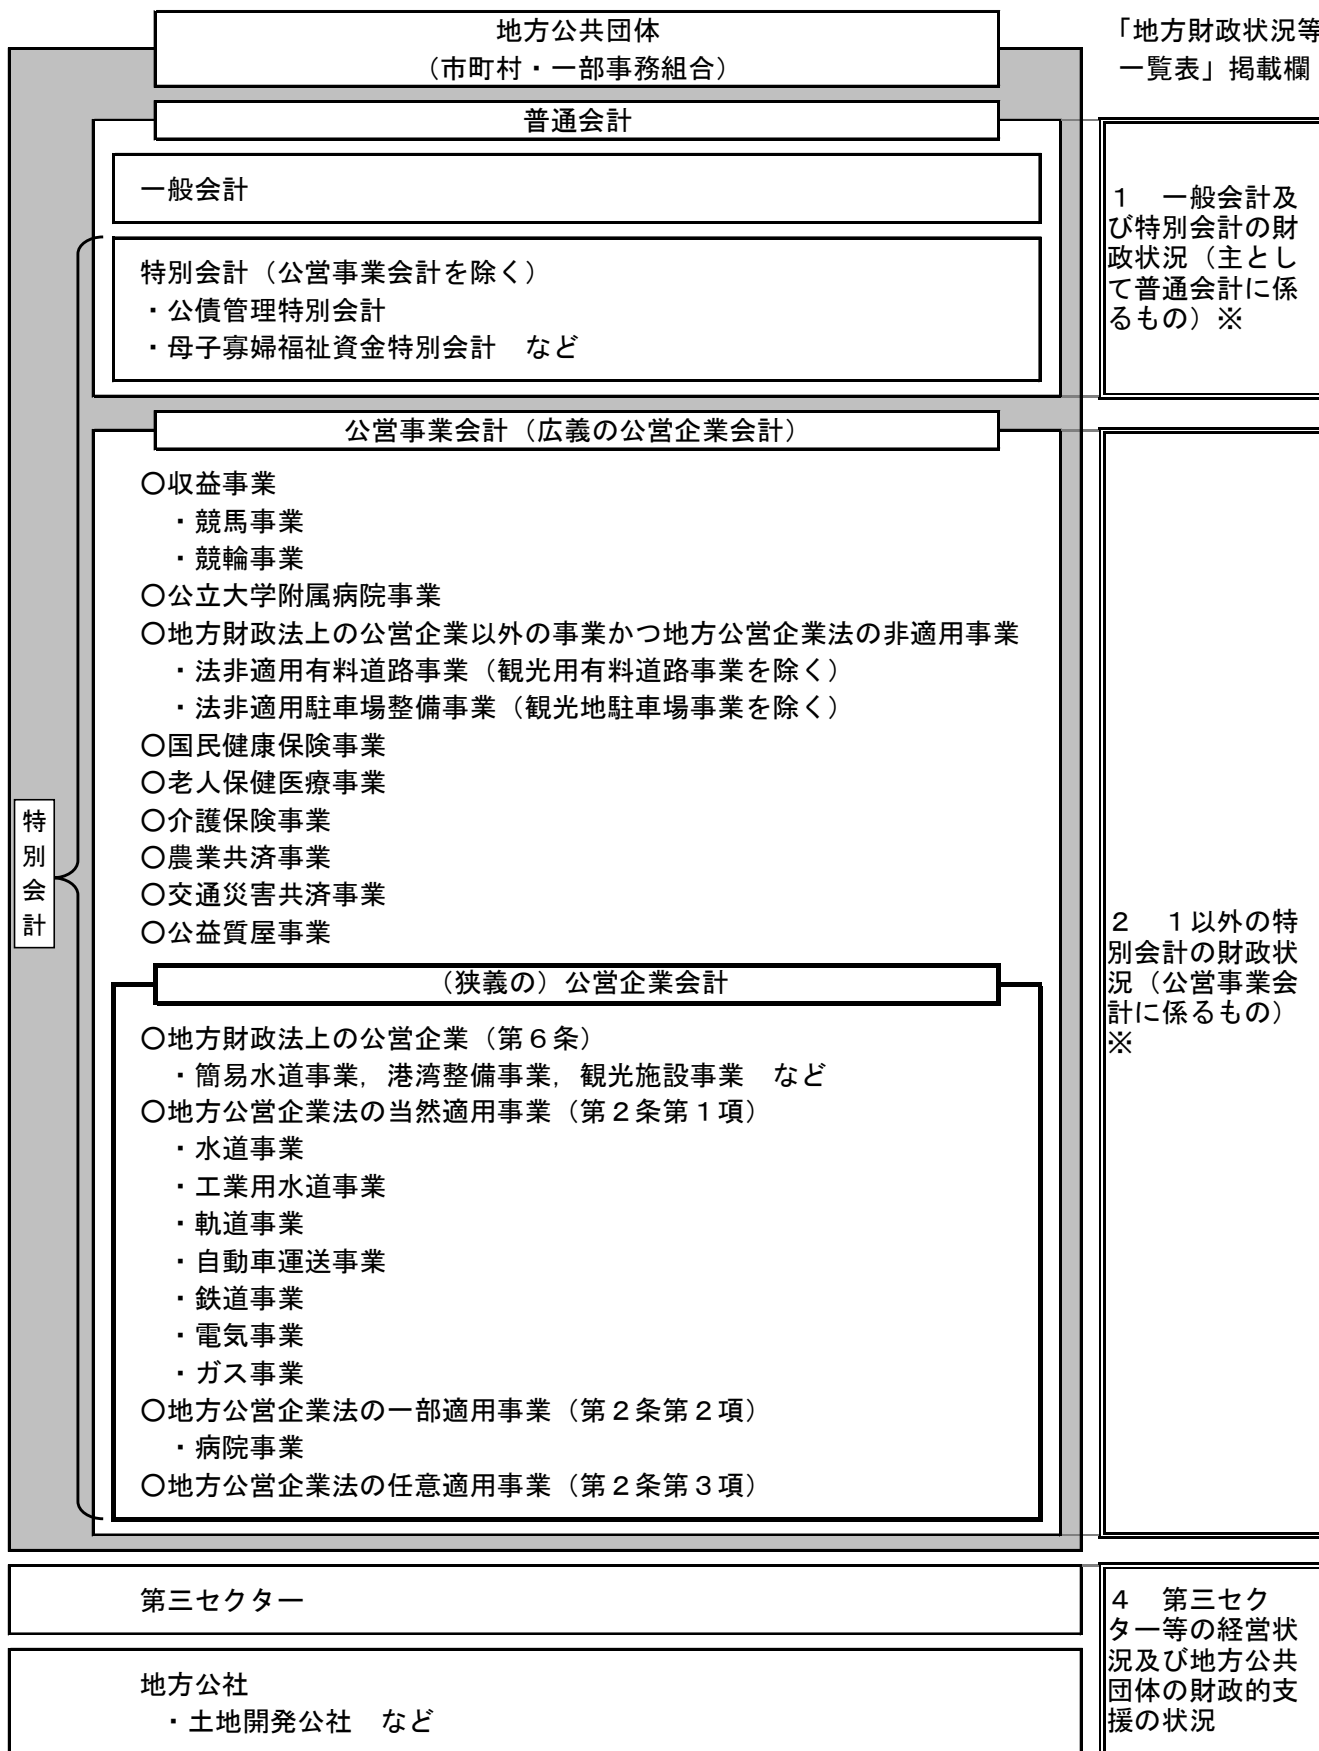 地方公共団体
（市町村・一部事務組合）
「地方財政状況等
一覧表」掲載欄
普通会計
一般会計
特別会計（公営事業会計を除く）
・公債管理特別会計
・母子寡婦福祉資金特別会計　など
１　一般会計及
び特別会計の財
政状況（主とし
て普通会計に係
るもの）※
公営事業会計（広義の公営企業会計）
〇収益事業
・競馬事業
・競輪事業
〇公立大学附属病院事業
〇地方財政法上の公営企業以外の事業かつ地方公営企業法の非適用事業
・法非適用有料道路事業（観光用有料道路事業を除く）
・法非適用駐車場整備事業（観光地駐車場事業を除く）
〇国民健康保険事業
〇老人保健医療事業
〇介護保険事業
〇農業共済事業
〇交通災害共済事業
〇公益質屋事業
特別会計
（狭義の）公営企業会計
〇地方財政法上の公営企業（第６条）
・簡易水道事業，港湾整備事業，観光施設事業　など
〇地方公営企業法の当然適用事業（第２条第１項）
・水道事業
・工業用水道事業
・軌道事業
・自動車運送事業
・鉄道事業
・電気事業
・ガス事業
〇地方公営企業法の一部適用事業（第２条第２項）
・病院事業
〇地方公営企業法の任意適用事業（第２条第３項）
２　１以外の特
別会計の財政状
況（公営事業会
計に係るもの）
※
第三セクター
地方公社
・土地開発公社　など
４　第三セク
ター等の経営状
況及び地方公共
団体の財政的支
援の状況